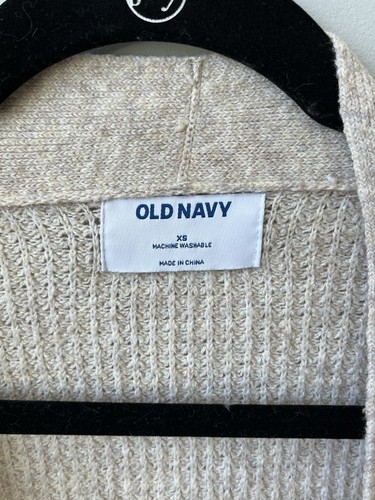 OLD NAVY
XS
MACHINE WASHABLE
MADE IN CHINA